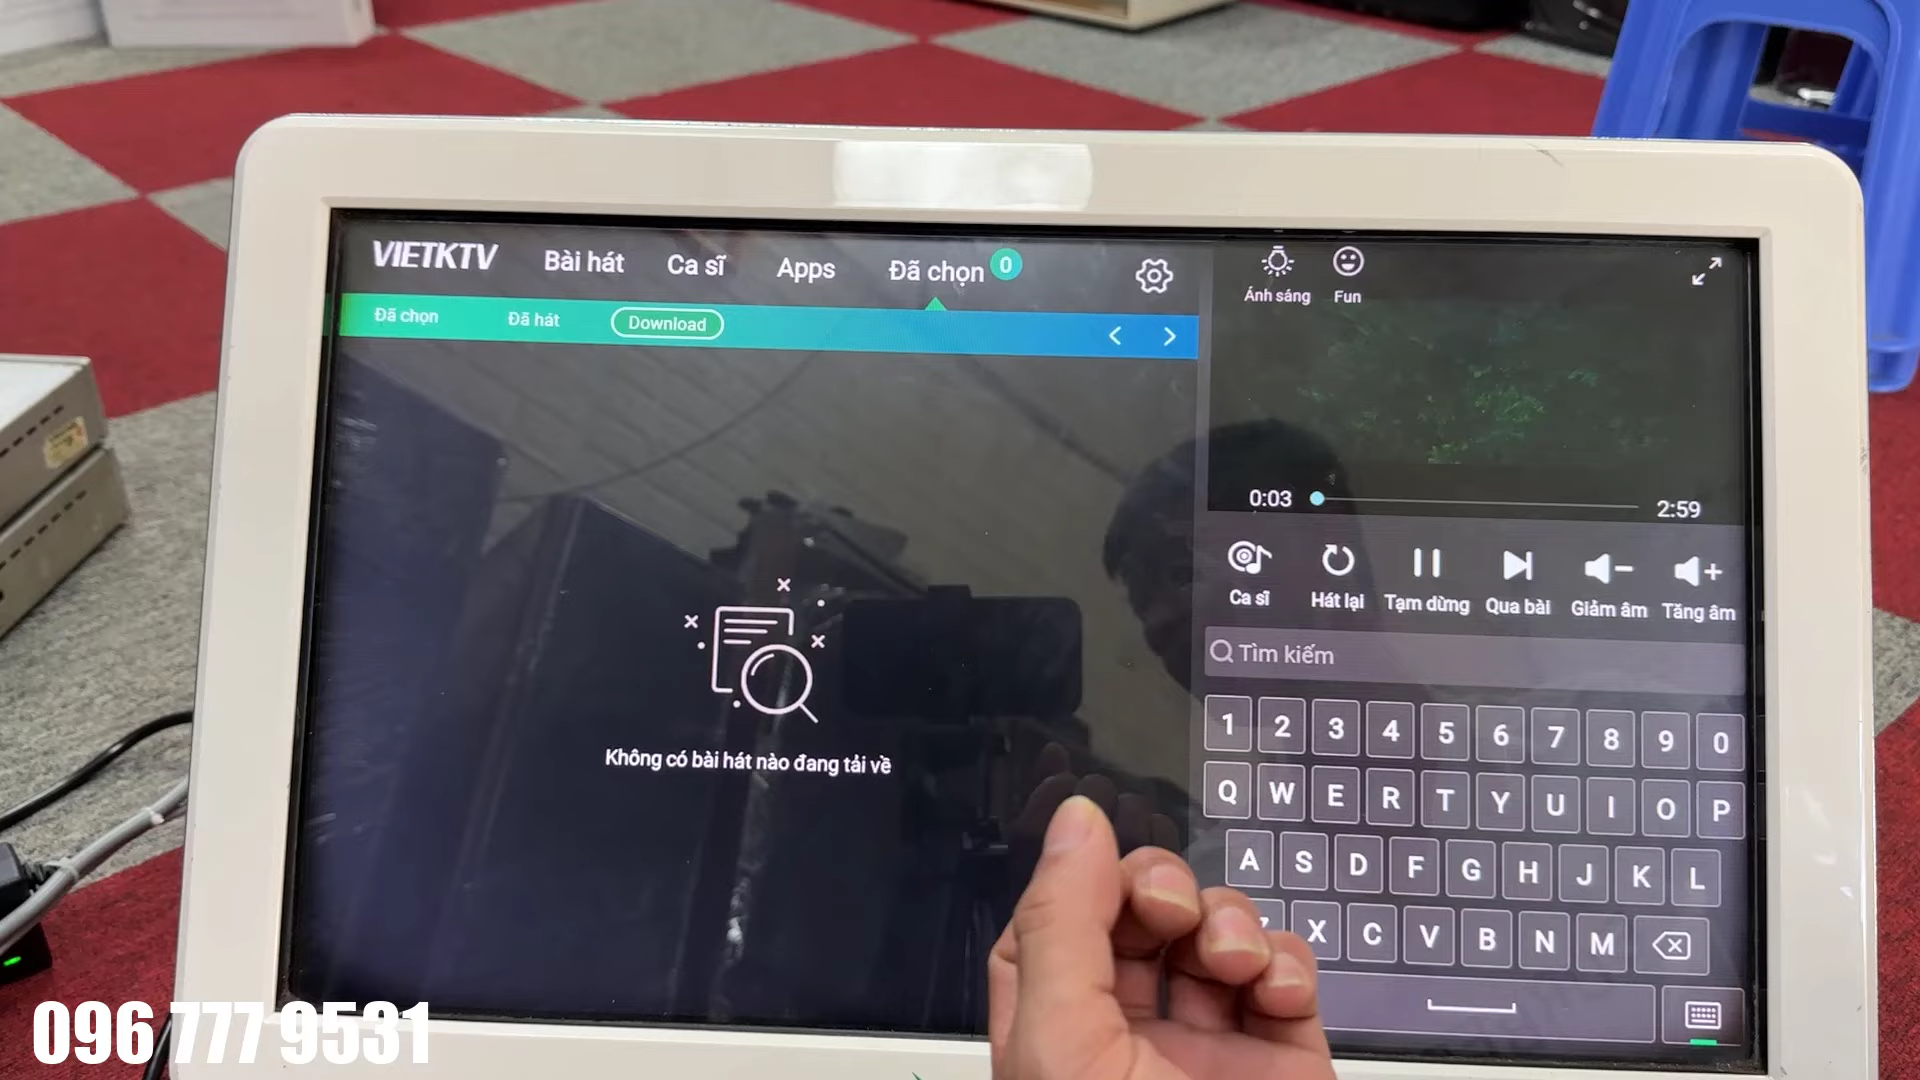 VIETKTV
Bài hát
Ca sĩ
Apps
Đã chọn 0
Đã chọn
Đã hát
Download
<
>
Ánh sáng
Fun
0:03
2:59
Ca sĩ
Hát lại
Tạm dừng
Qua bài
Giảm âm
Tăng âm
Tìm kiếm
1 2 3 4 5 6 7 8 9 0
Q W E R T Y U I O P
A S D F G H J K L
X C V B N M
Không có bài hát nào đang tải về
096 777 9531